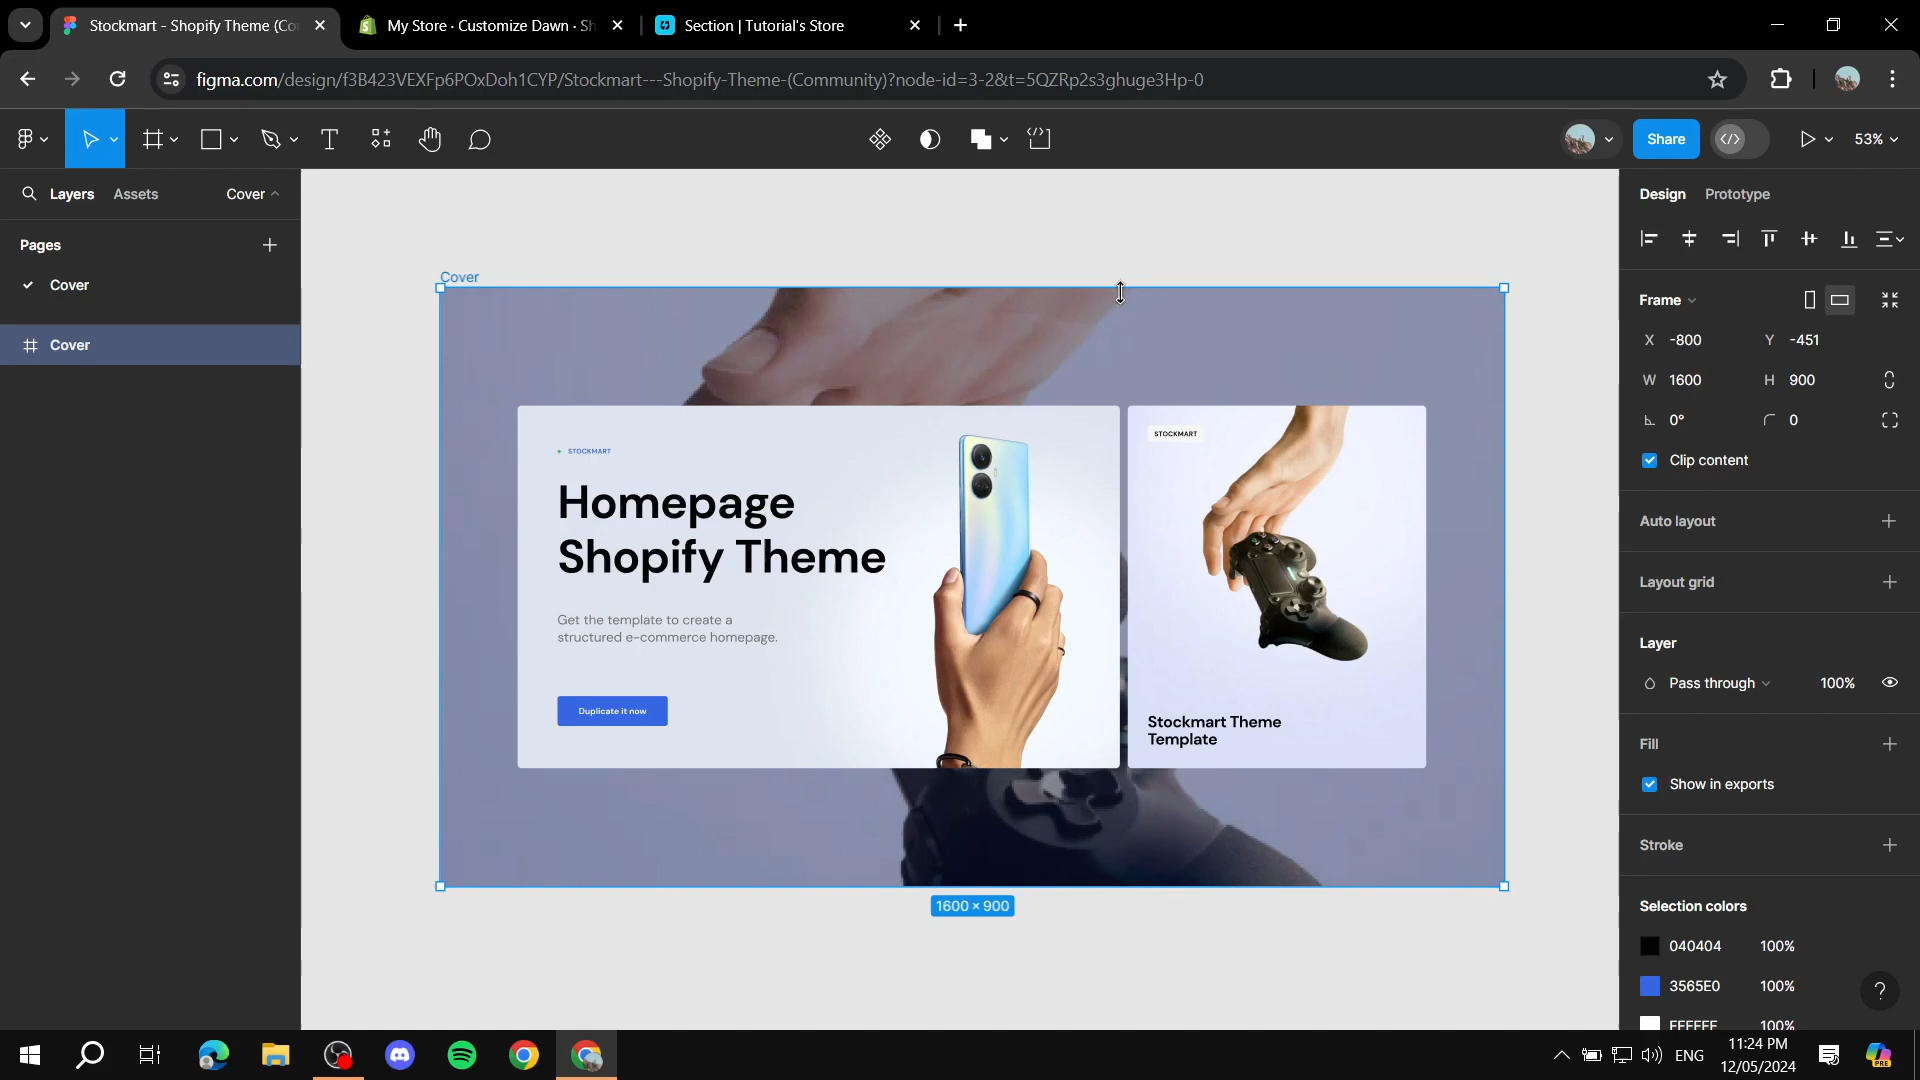 Stockmart - Shopify Theme (Co
My Store · Customize Dawn · Sh
Section | Tutorial's Store
figma.com/design/f3B423VEXFp6POxDoh1CYP/Stockmart---Shopify-Theme-(Community)?node-id=3-2&t=5QZRp2s3ghuge3Hp-0
Share
53%
Layers
Assets
Cover
Pages
Cover
Cover
Cover
STOCKMART
Homepage
Shopify Theme
Get the template to create a
structured e-commerce homepage.
Duplicate it now
STOCKMART
Stockmart Theme
Template
1600 × 900
Design
Prototype
Frame
X -800
Y -451
W 1600
H 900
0°
0
Clip content
Auto layout
Layout grid
Layer
Pass through
100%
Fill
Show in exports
Stroke
Selection colors
040404 100%
3565E0 100%
FFFFFF 100%
?
ENG
11:24 PM
12/05/2024
PRE